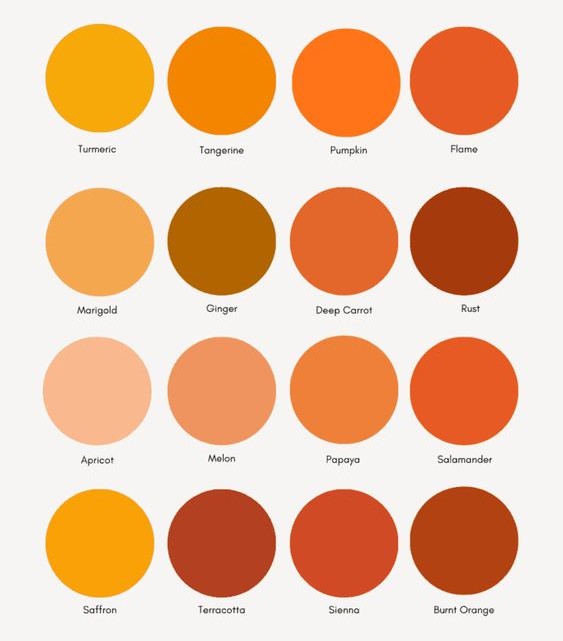 Turmeric
Tangerine
Pumpkin
Flame
Marigold
Ginger
Deep Carrot
Rust
Apricot
Melon
Papaya
Salamander
Saffron
Terracotta
Sienna
Burnt Orange